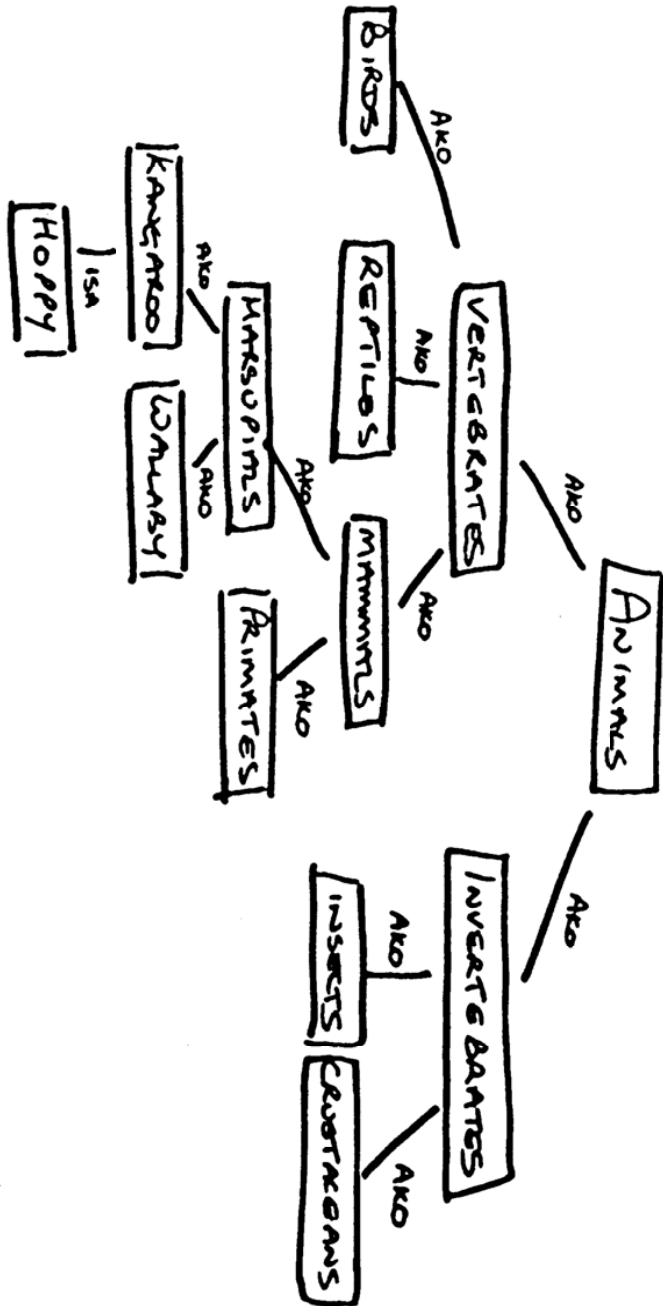 ANIMALS
AKO
AKO
VERTEBRATES
INVERTEBRATES
AKO
AKO
AKO
AKO
AKO
BIRDS
REPTILES
MAMMALS
INSECTS
CRUSTACEANS
AKO
AKO
MARSUPIALS
PRIMATES
AKO
AKO
KANGAROO
WALLABY
ISA
HOPPY